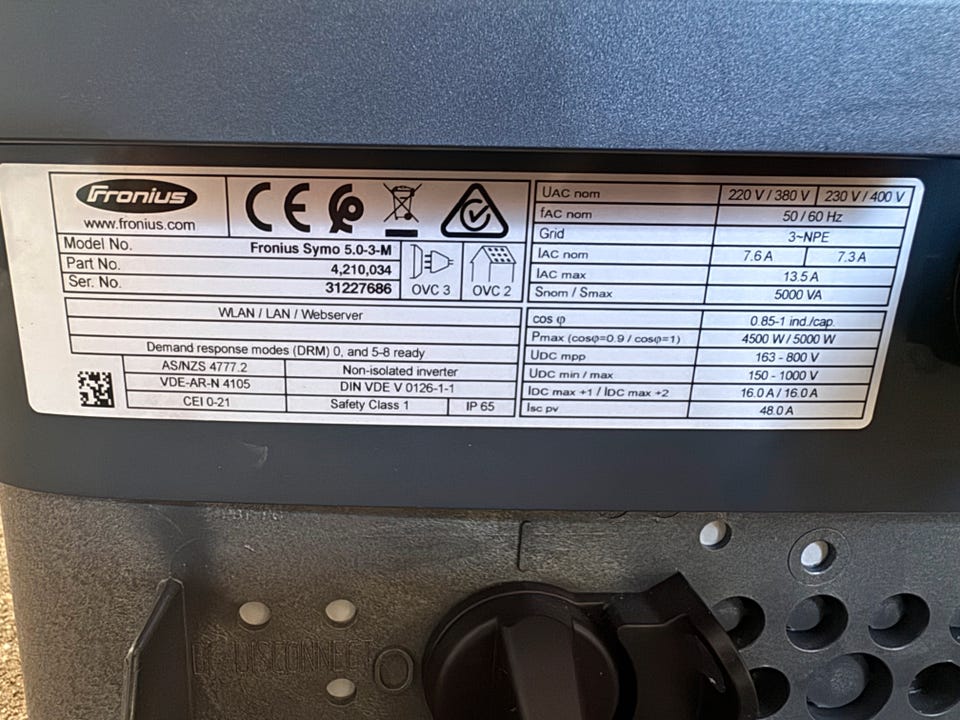 Fronius
www.fronius.com
CE
Model No. Fronius Symo 5.0-3-M
Part No. 4,210,034
Ser. No. 31227686
OVC 3 OVC 2
WLAN / LAN / Webserver
Demand response modes (DRM) 0, and 5-8 ready
AS/NZS 4777.2 Non-isolated inverter
VDE-AR-N 4105 DIN VDE V 0126-1-1
CEI 0-21 Safety Class 1 IP 65
UAC nom 220 V / 380 V 230 V / 400 V
fAC nom 50 / 60 Hz
Grid 3~NPE
IAC nom 7.6 A 7.3 A
IAC max 13.5 A
Snom / Smax 5000 VA
cos φ 0.85-1 ind./cap.
Pmax (cosφ=0.9 / cosφ=1) 4500 W / 5000 W
UDC mpp 163 - 800 V
UDC min / max 150 - 1000 V
IDC max +1 / IDC max +2 16.0 A / 16.0 A
Isc pv 48.0 A
DC DISCONNECT
O